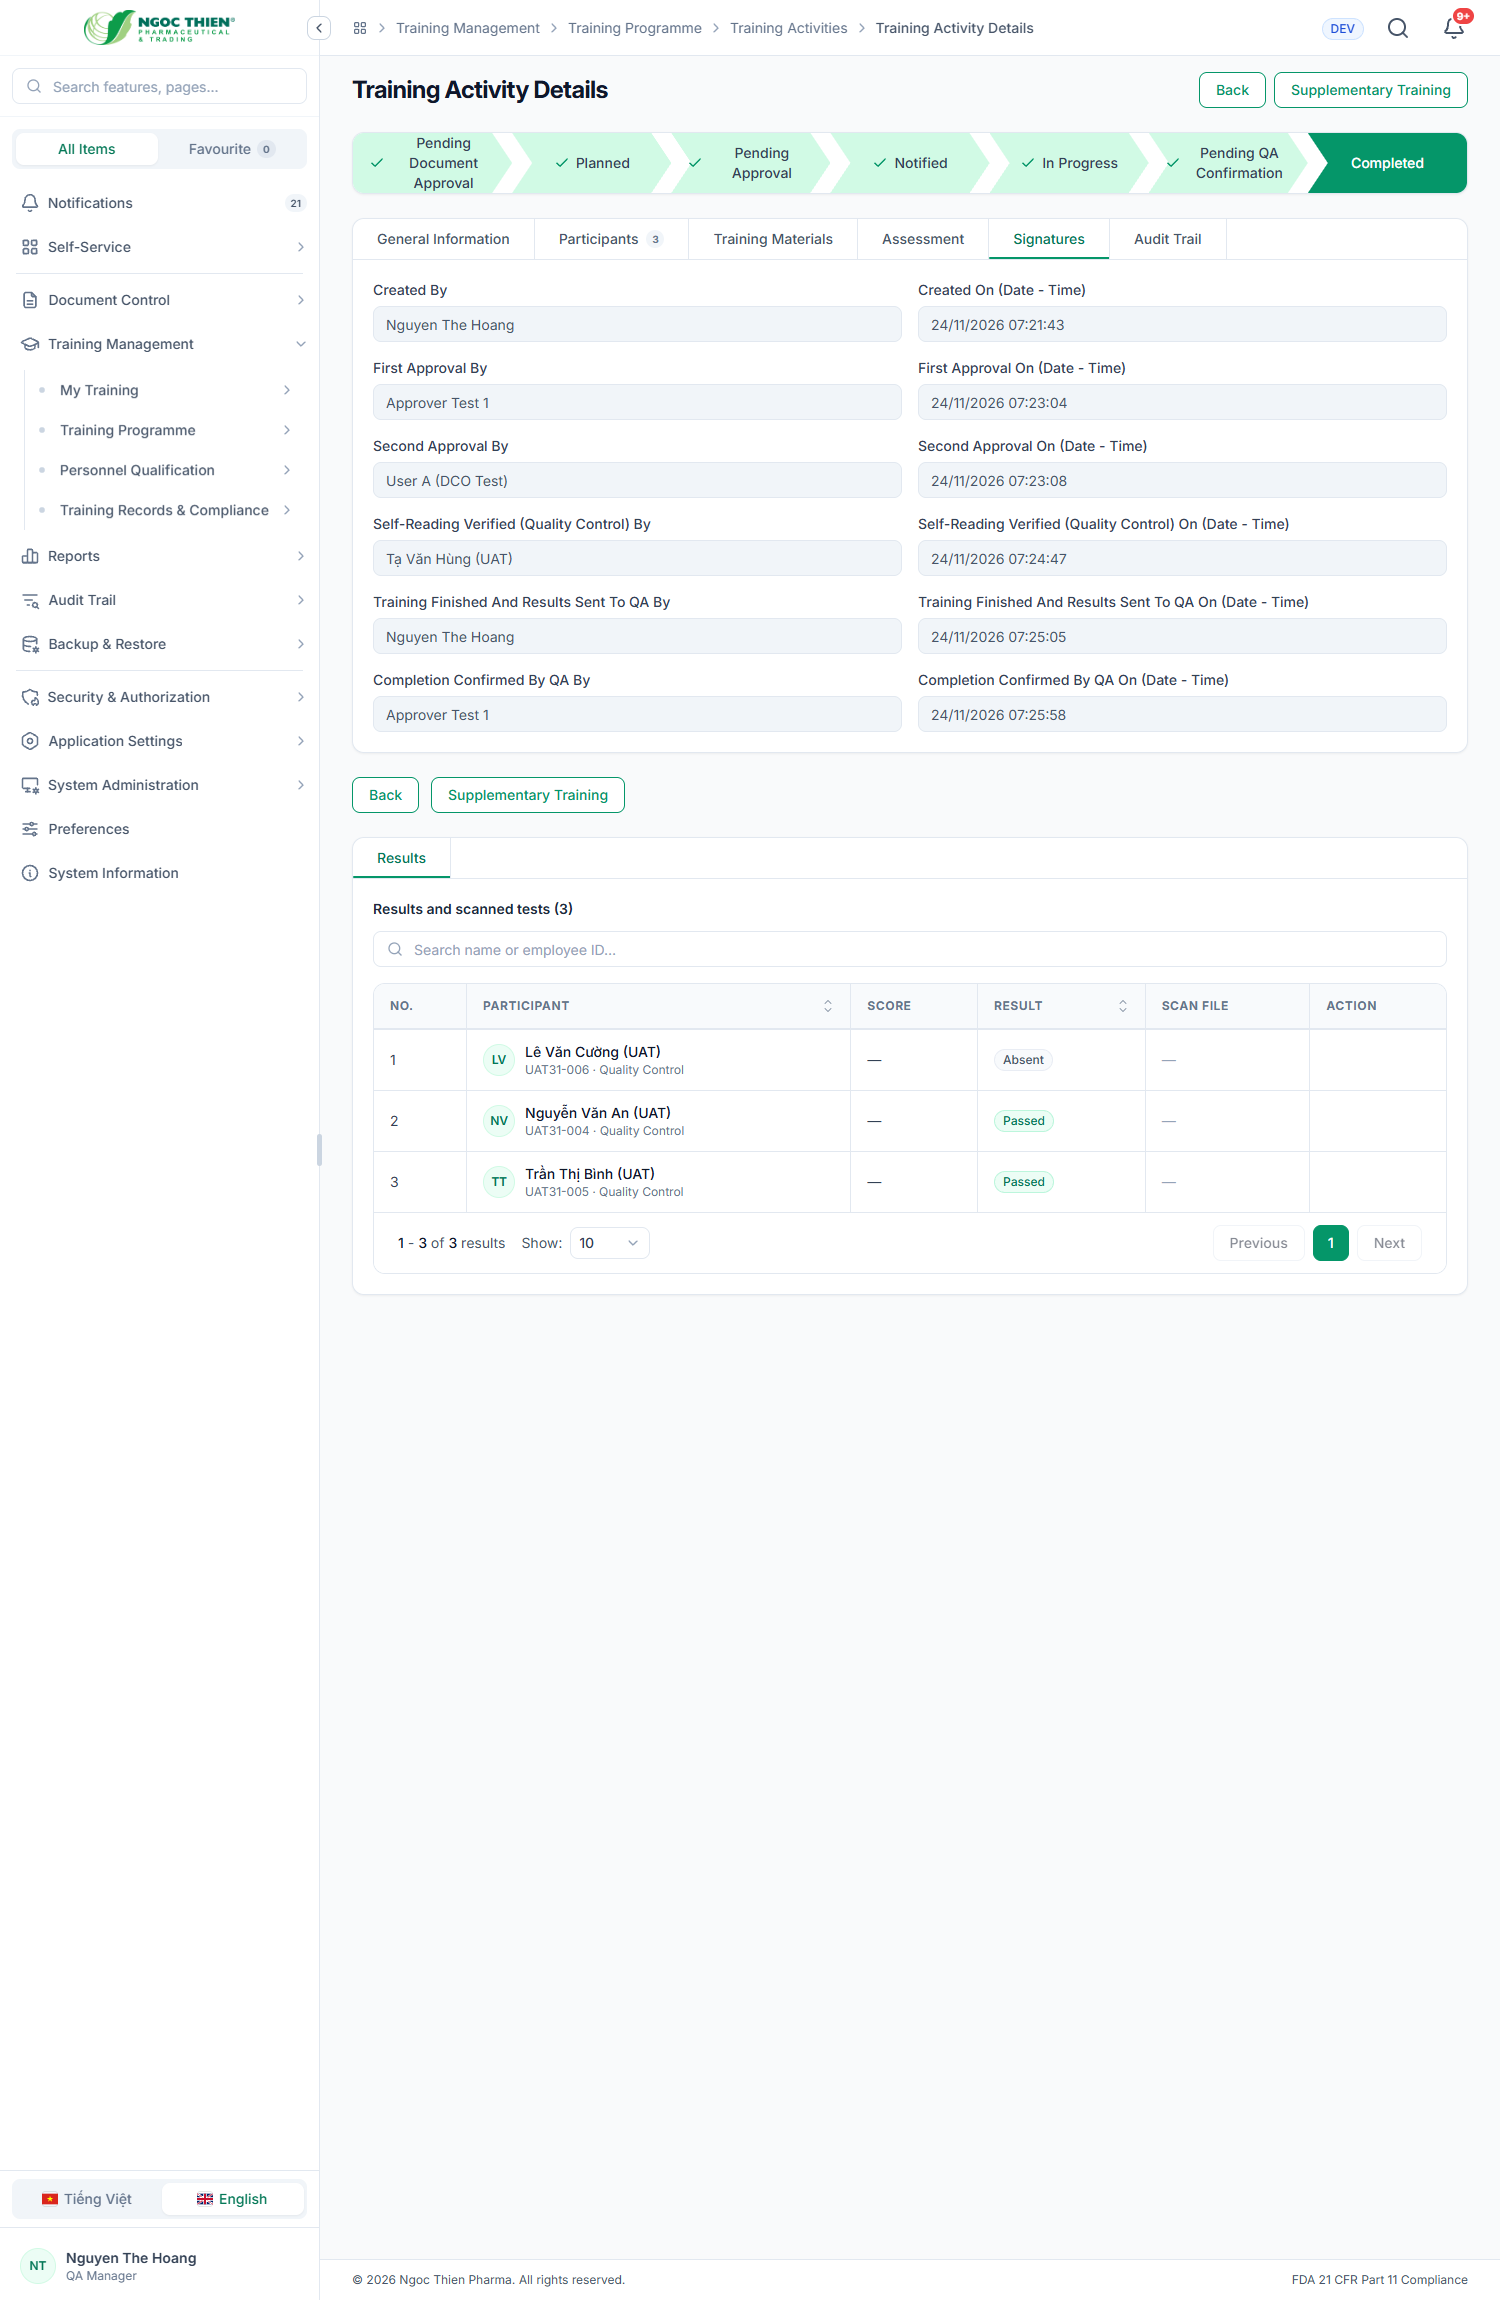 NGOC THIEN®
PHARMACEUTICAL
& TRADING
Training Management
Training Programme
Training Activities
Training Activity Details
DEV
9+
Search features, pages...
All Items
Favourite 0
Notifications 21
Self-Service
Document Control
Training Management
My Training
Training Programme
Personnel Qualification
Training Records & Compliance
Reports
Audit Trail
Backup & Restore
Security & Authorization
Application Settings
System Administration
Preferences
System Information
Tiếng Việt
English
NT
Nguyen The Hoang
QA Manager
Training Activity Details
Back
Supplementary Training
Pending
Document
Approval
Planned
Pending
Approval
Notified
In Progress
Pending QA
Confirmation
Completed
General Information
Participants 3
Training Materials
Assessment
Signatures
Audit Trail
Created By
Created On (Date - Time)
Nguyen The Hoang
24/11/2026 07:21:43
First Approval By
First Approval On (Date - Time)
Approver Test 1
24/11/2026 07:23:04
Second Approval By
Second Approval On (Date - Time)
User A (DCO Test)
24/11/2026 07:23:08
Self-Reading Verified (Quality Control) By
Self-Reading Verified (Quality Control) On (Date - Time)
Tạ Văn Hùng (UAT)
24/11/2026 07:24:47
Training Finished And Results Sent To QA By
Training Finished And Results Sent To QA On (Date - Time)
Nguyen The Hoang
24/11/2026 07:25:05
Completion Confirmed By QA By
Completion Confirmed By QA On (Date - Time)
Approver Test 1
24/11/2026 07:25:58
Back
Supplementary Training
Results
Results and scanned tests (3)
Search name or employee ID...
NO. PARTICIPANT SCORE RESULT SCAN FILE ACTION
1 LV Lê Văn Cường (UAT) — Absent —
UAT31-006 · Quality Control
2 NV Nguyễn Văn An (UAT) — Passed —
UAT31-004 · Quality Control
3 TT Trần Thị Bình (UAT) — Passed —
UAT31-005 · Quality Control
1 - 3 of 3 results Show: 10
Previous 1 Next
© 2026 Ngoc Thien Pharma. All rights reserved.
FDA 21 CFR Part 11 Compliance